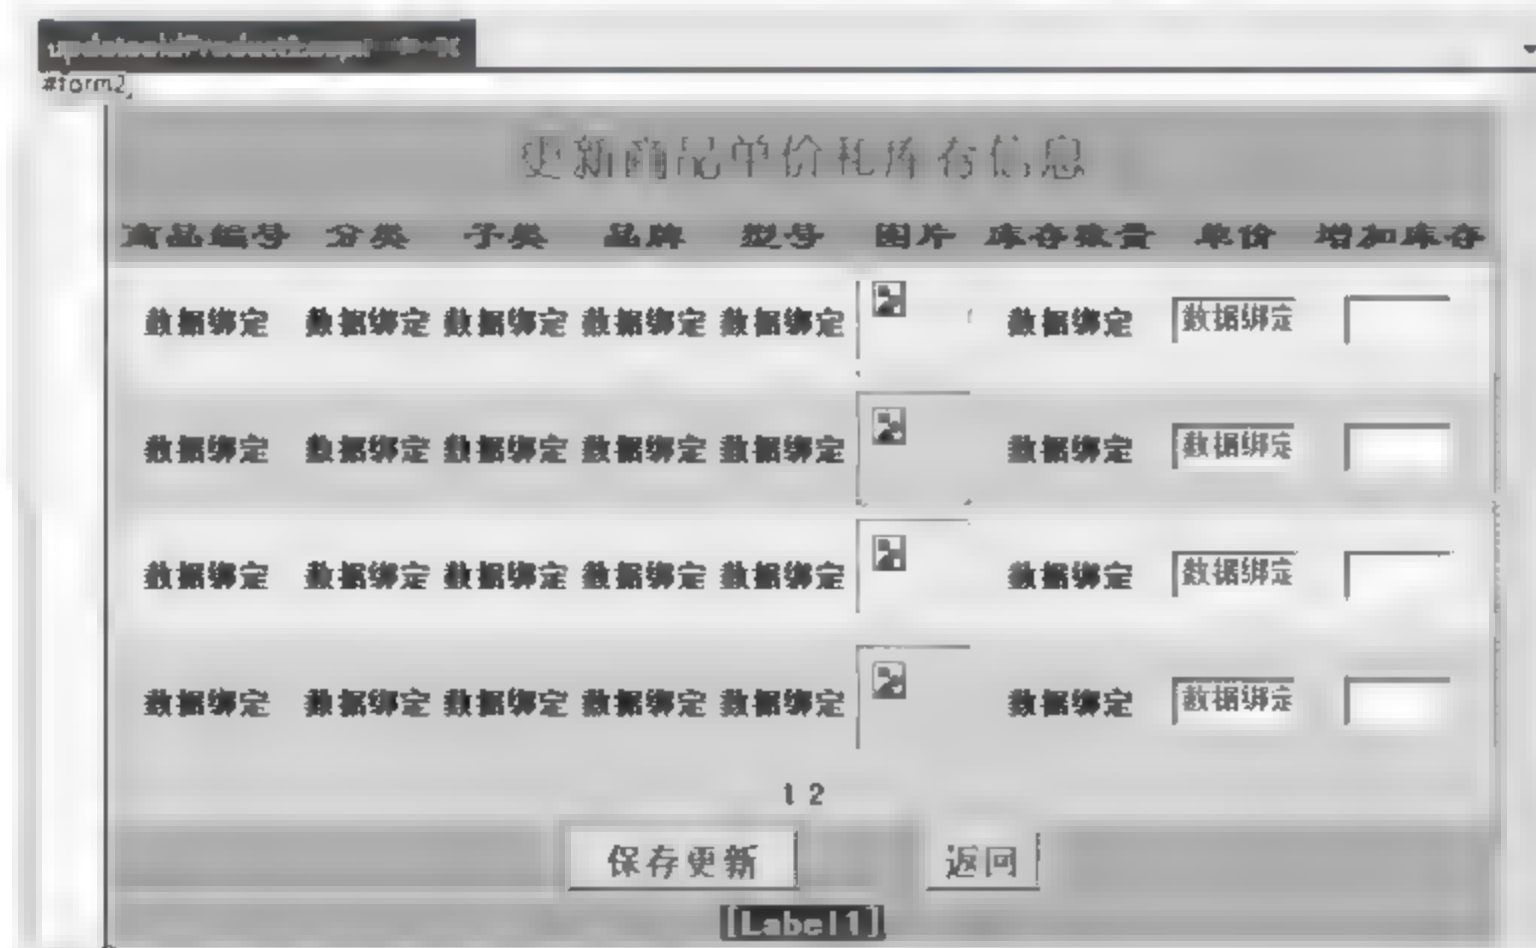 #form2
更新商品单价和库存信息
商品编号 分类 子类 品牌 型号 图片 库存数量 单价 增加库存
数据绑定 数据绑定 数据绑定 数据绑定 数据绑定 数据绑定 数据绑定
数据绑定 数据绑定 数据绑定 数据绑定 数据绑定 数据绑定 数据绑定
数据绑定 数据绑定 数据绑定 数据绑定 数据绑定 数据绑定 数据绑定
数据绑定 数据绑定 数据绑定 数据绑定 数据绑定 数据绑定 数据绑定
1 2
保存更新 返回
[Label1]